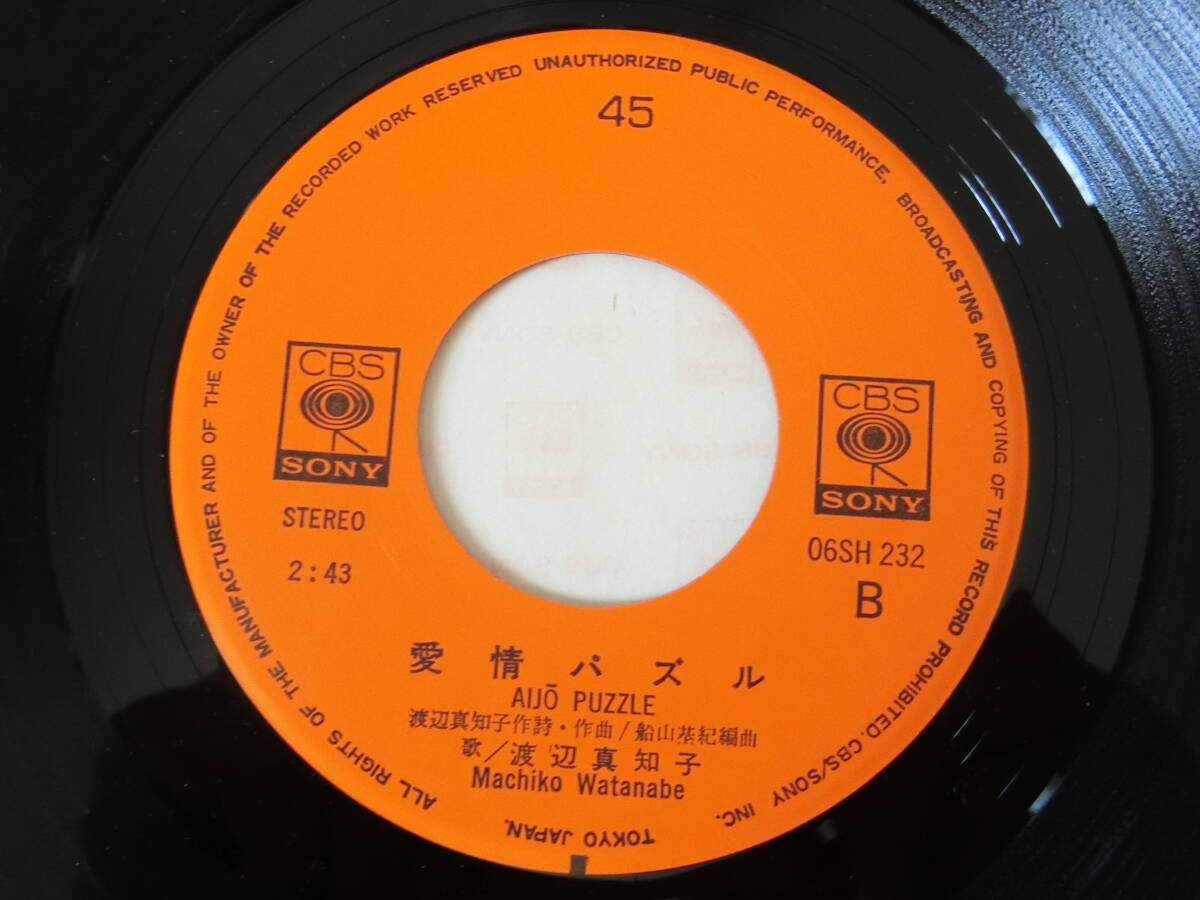 ALL RIGHTS OF THE MANUFACTURER AND OF THE OWNER OF THE RECORDED WORK RESERVED UNAUTHORIZED PUBLIC PERFORMANCE, BROADCASTING AND COPYING OF THIS RECORD PROHIBITED. CBS/SONY INC. TOKYO JAPAN.
45
CBS
SONY
STEREO
2:43
CBS
SONY
06SH 232
B
愛情パズル
AIJŌ PUZZLE
渡辺真知子作詩・作曲/船山基紀編曲
歌/渡辺真知子
Machiko Watanabe